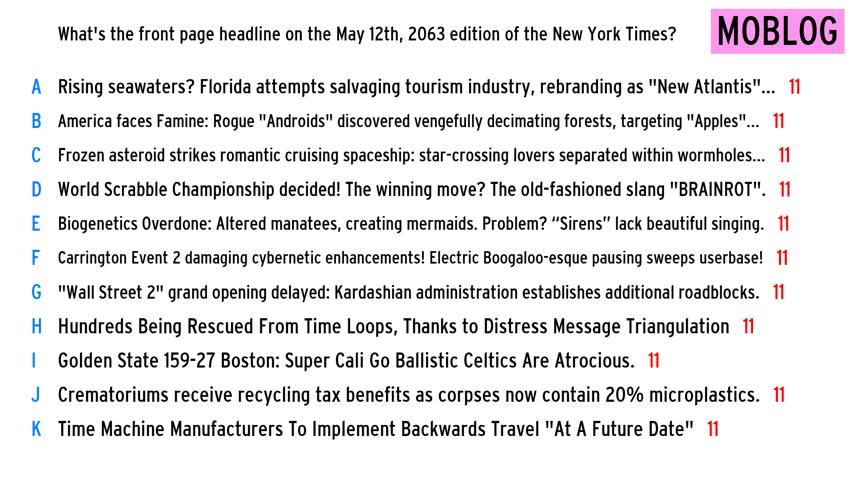 What's the front page headline on the May 12th, 2063 edition of the New York Times?
MOBLOG
A Rising seawaters? Florida attempts salvaging tourism industry, rebranding as "New Atlantis"... 11
B America faces Famine: Rogue "Androids" discovered vengefully decimating forests, targeting "Apples"... 11
C Frozen asteroid strikes romantic cruising spaceship: star-crossing lovers separated within wormholes... 11
D World Scrabble Championship decided! The winning move? The old-fashioned slang "BRAINROT". 11
E Biogenetics Overdone: Altered manatees, creating mermaids. Problem? “Sirens” lack beautiful singing. 11
F Carrington Event 2 damaging cybernetic enhancements! Electric Boogaloo-esque pausing sweeps userbase! 11
G "Wall Street 2" grand opening delayed: Kardashian administration establishes additional roadblocks. 11
H Hundreds Being Rescued From Time Loops, Thanks to Distress Message Triangulation 11
I Golden State 159-27 Boston: Super Cali Go Ballistic Celtics Are Atrocious. 11
J Crematoriums receive recycling tax benefits as corpses now contain 20% microplastics. 11
K Time Machine Manufacturers To Implement Backwards Travel "At A Future Date" 11